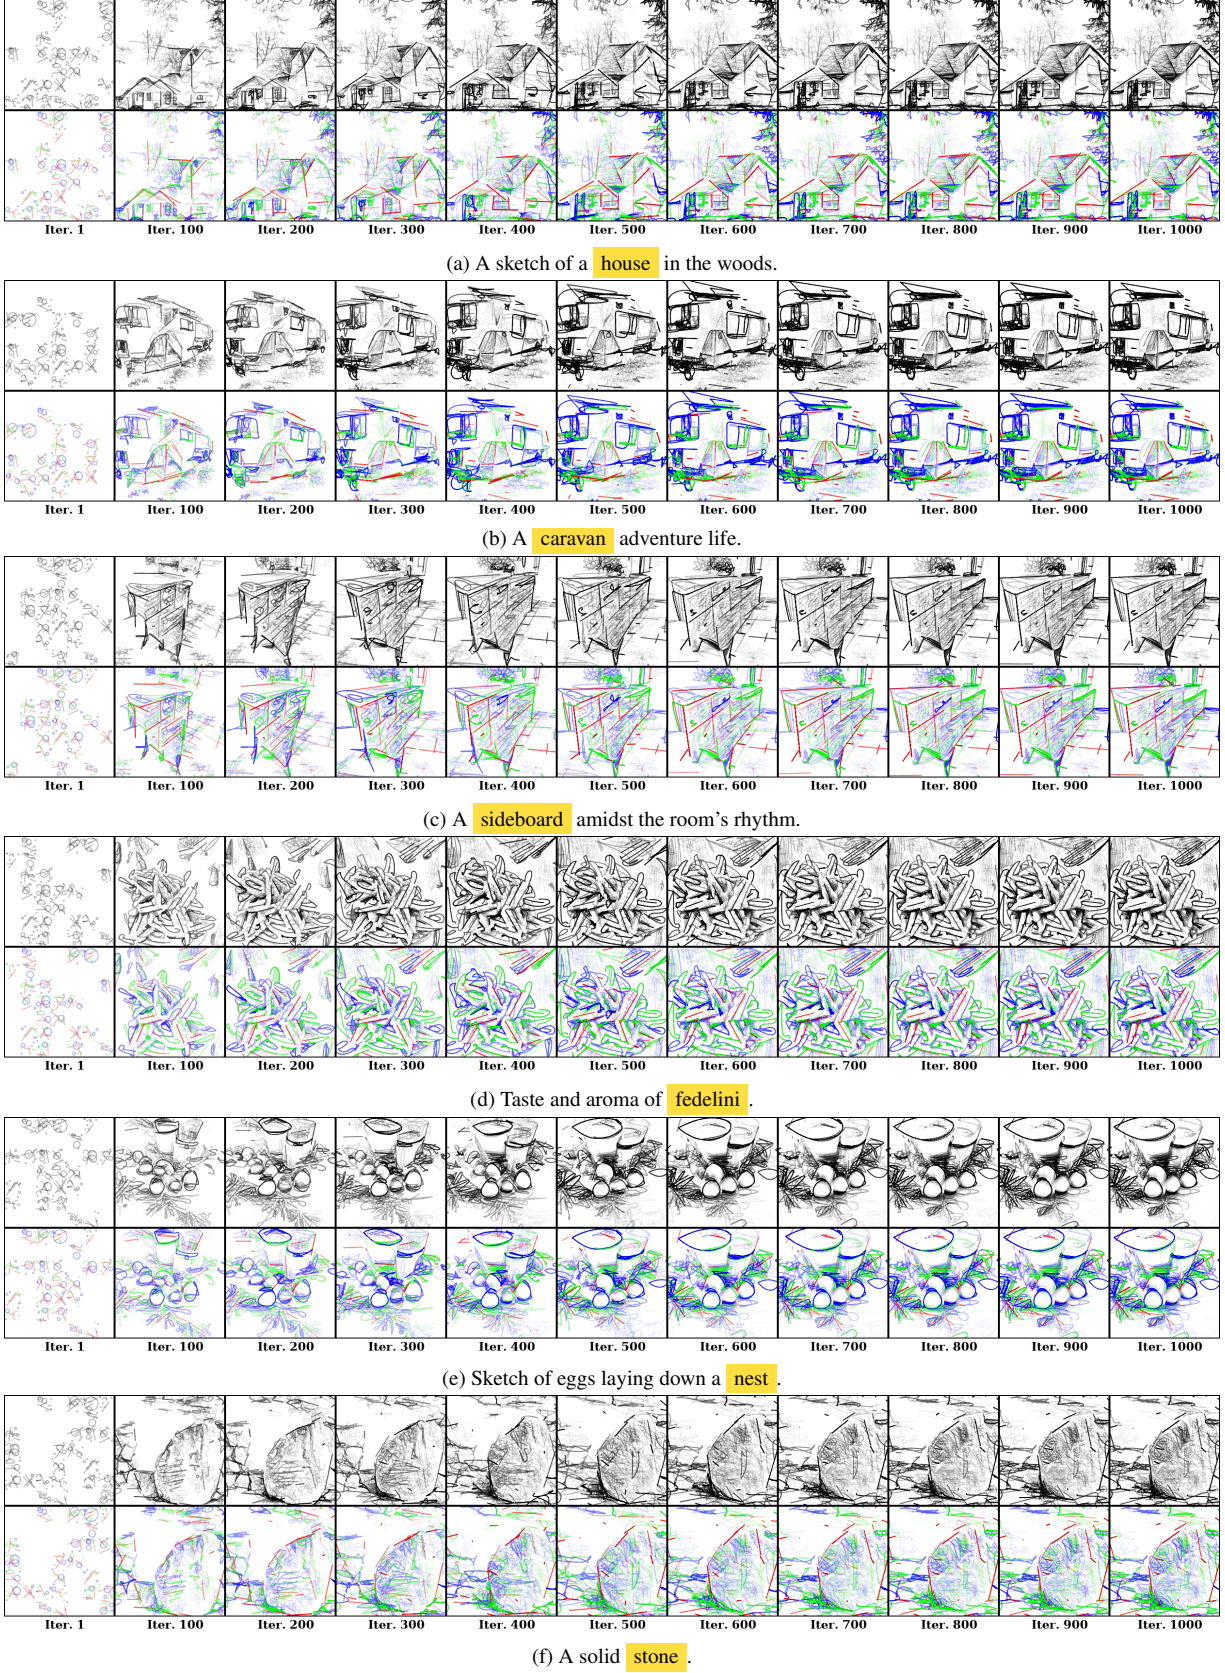 Iter. 1 Iter. 100 Iter. 200 Iter. 300 Iter. 400 Iter. 500 Iter. 600 Iter. 700 Iter. 800 Iter. 900 Iter. 1000
(a) A sketch of a house in the woods.
Iter. 1 Iter. 100 Iter. 200 Iter. 300 Iter. 400 Iter. 500 Iter. 600 Iter. 700 Iter. 800 Iter. 900 Iter. 1000
(b) A caravan adventure life.
Iter. 1 Iter. 100 Iter. 200 Iter. 300 Iter. 400 Iter. 500 Iter. 600 Iter. 700 Iter. 800 Iter. 900 Iter. 1000
(c) A sideboard amidst the room's rhythm.
Iter. 1 Iter. 100 Iter. 200 Iter. 300 Iter. 400 Iter. 500 Iter. 600 Iter. 700 Iter. 800 Iter. 900 Iter. 1000
(d) Taste and aroma of fedelini.
Iter. 1 Iter. 100 Iter. 200 Iter. 300 Iter. 400 Iter. 500 Iter. 600 Iter. 700 Iter. 800 Iter. 900 Iter. 1000
(e) Sketch of eggs laying down a nest.
Iter. 1 Iter. 100 Iter. 200 Iter. 300 Iter. 400 Iter. 500 Iter. 600 Iter. 700 Iter. 800 Iter. 900 Iter. 1000
(f) A solid stone.